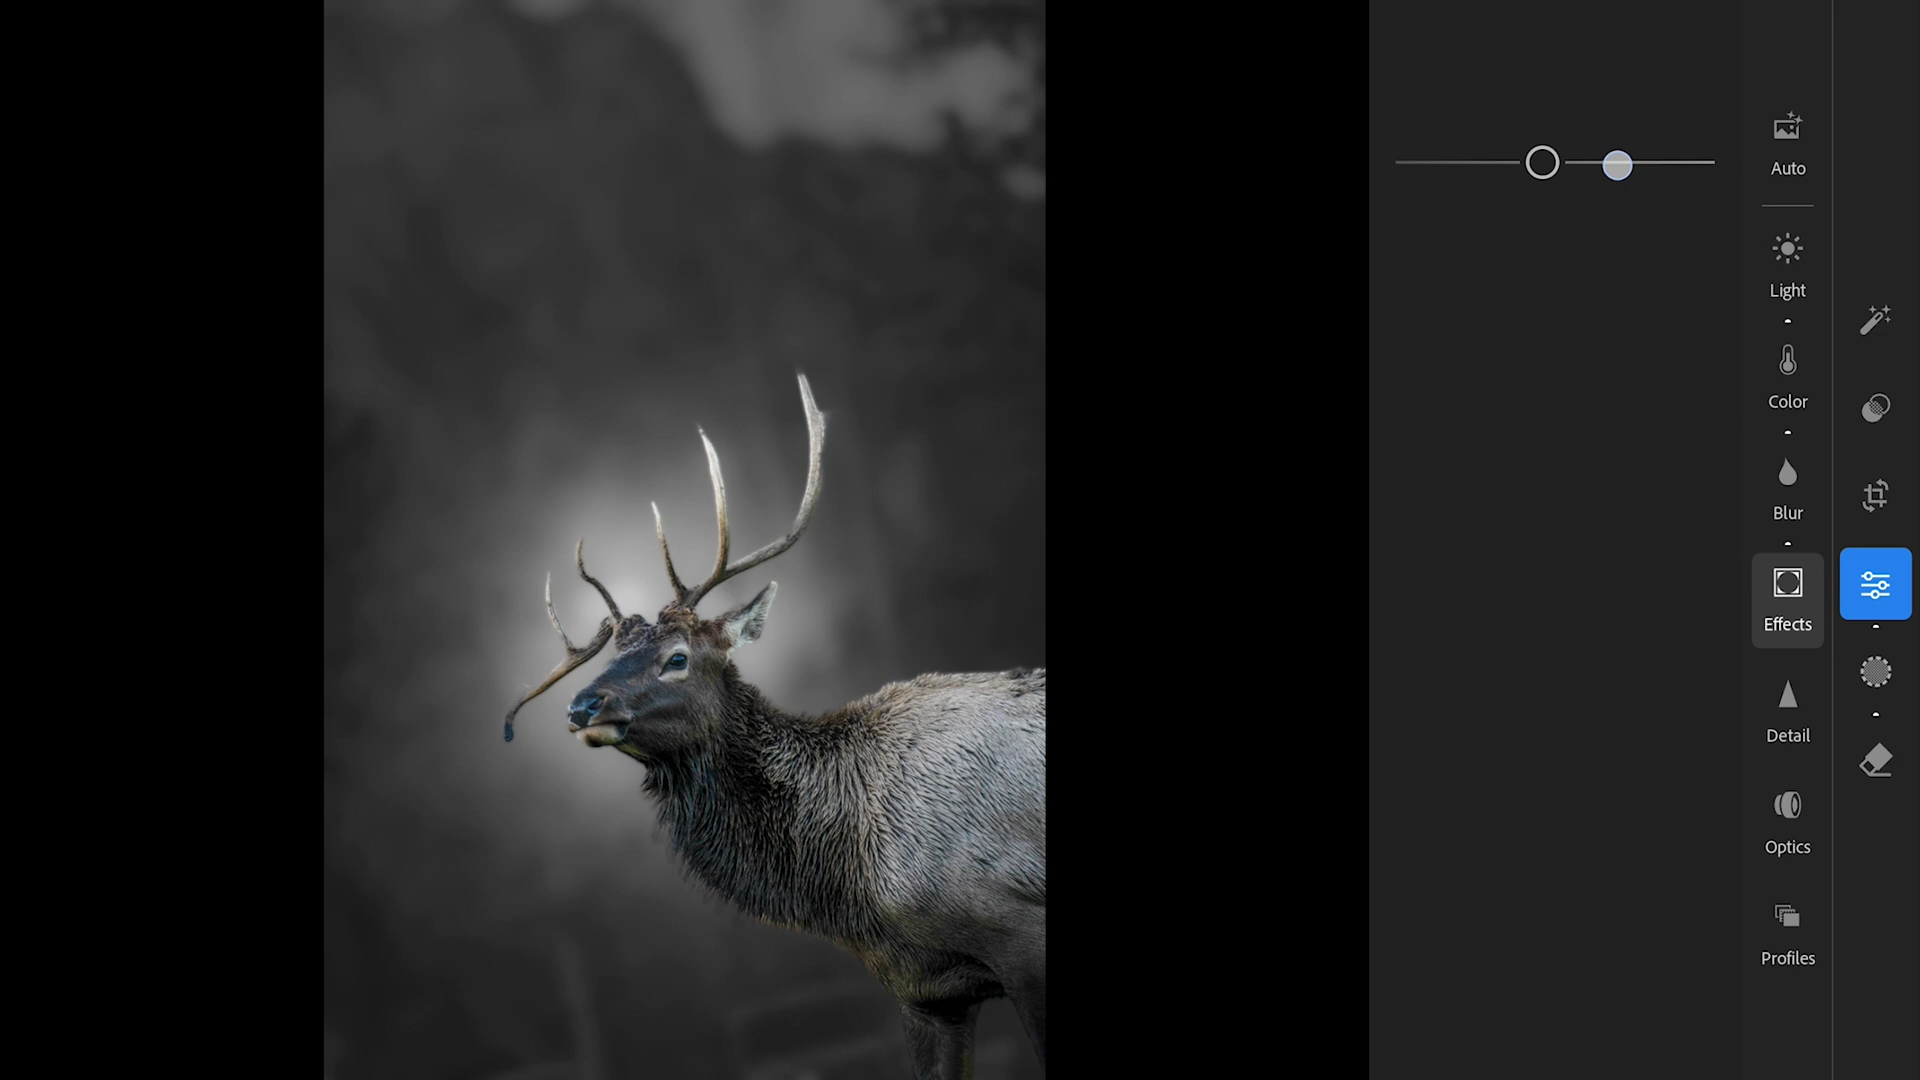 Auto
Light
Color
Blur
Effects
Detail
Optics
Profiles